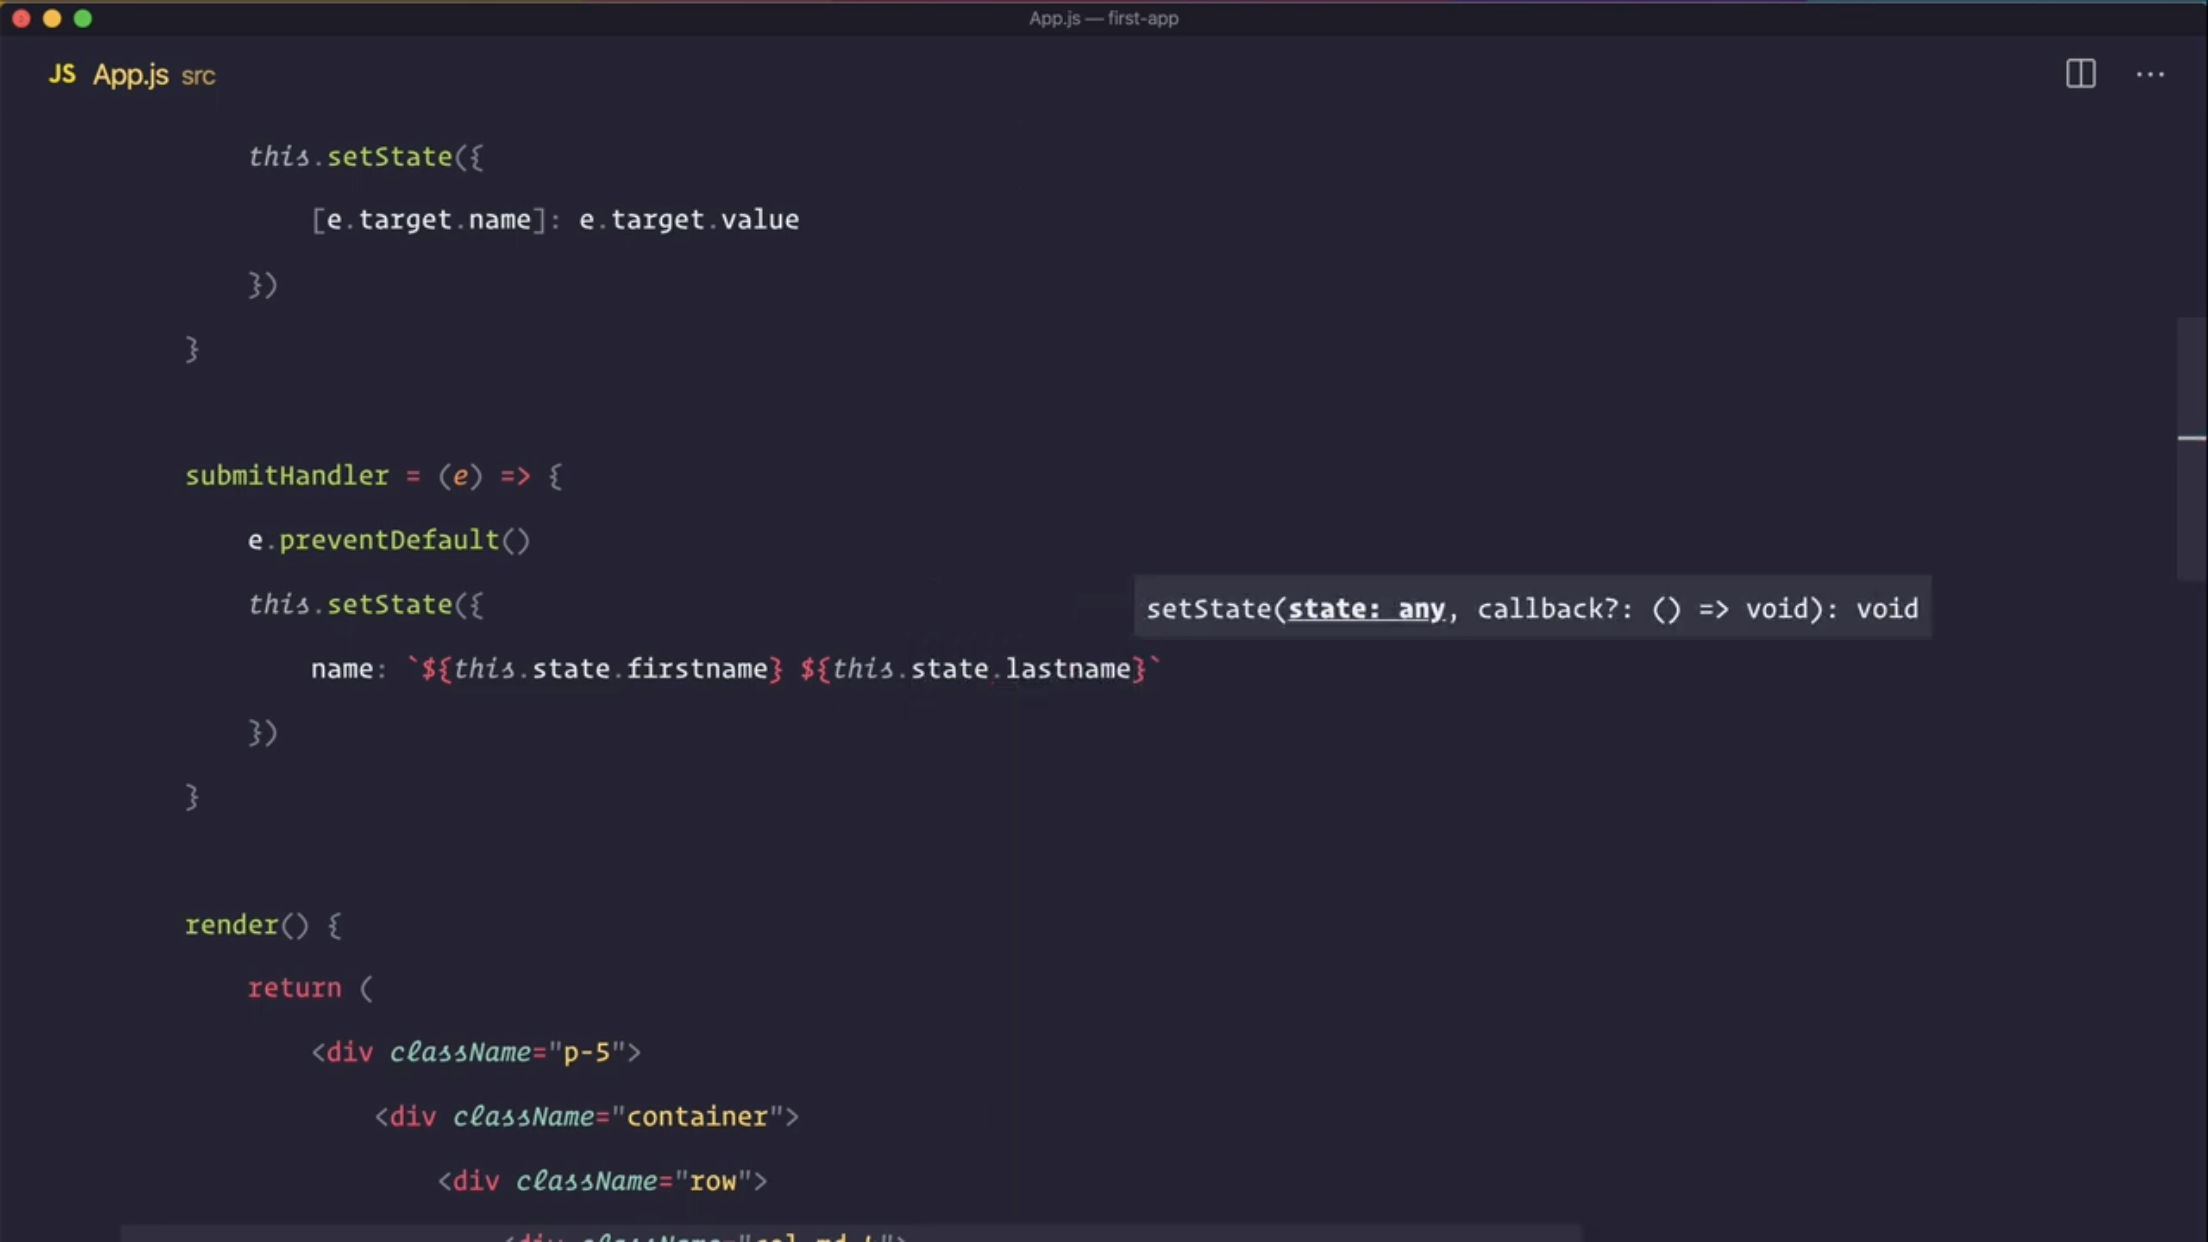 App.js — first-app
JS App.js src
this.setState({
[e.target.name]: e.target.value
})
}
submitHandler = (e) => {
e.preventDefault()
this.setState({
setState(state: any, callback?: () => void): void
name: `${this.state.firstname} ${this.state.lastname}`
})
}
render() {
return (
<div className="p-5">
<div className="container">
<div className="row">
<div className=